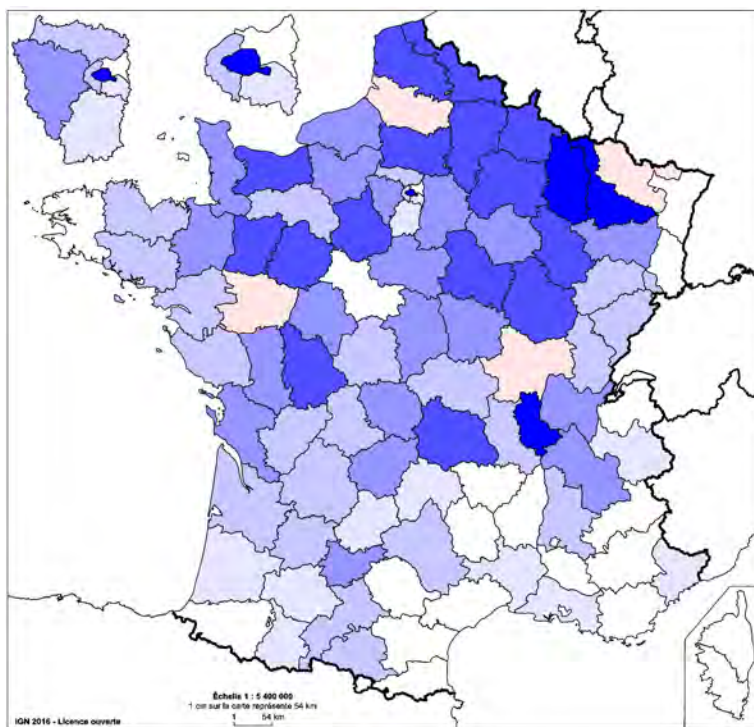 Échelle 1 : 5 400 000
1 cm sur la carte représente 54 km
1 54 km
IGN 2016 - Licence ouverte